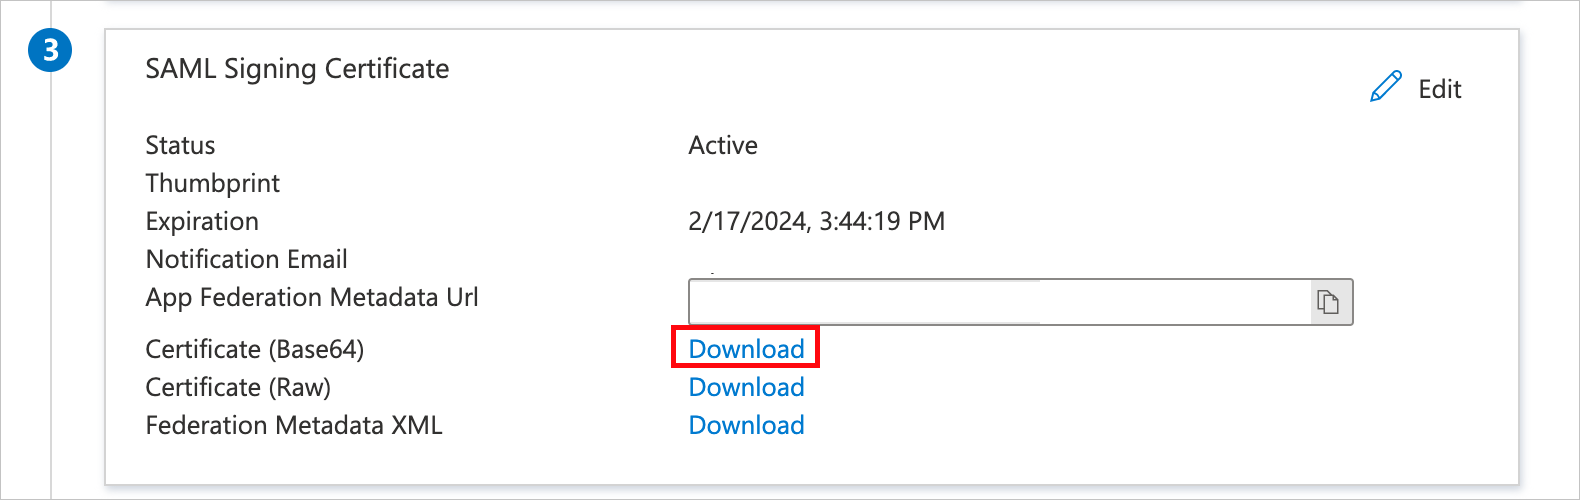 3
SAML Signing Certificate
Edit
Status Active
Thumbprint
Expiration 2/17/2024, 3:44:19 PM
Notification Email
App Federation Metadata Url
Certificate (Base64) Download
Certificate (Raw) Download
Federation Metadata XML Download